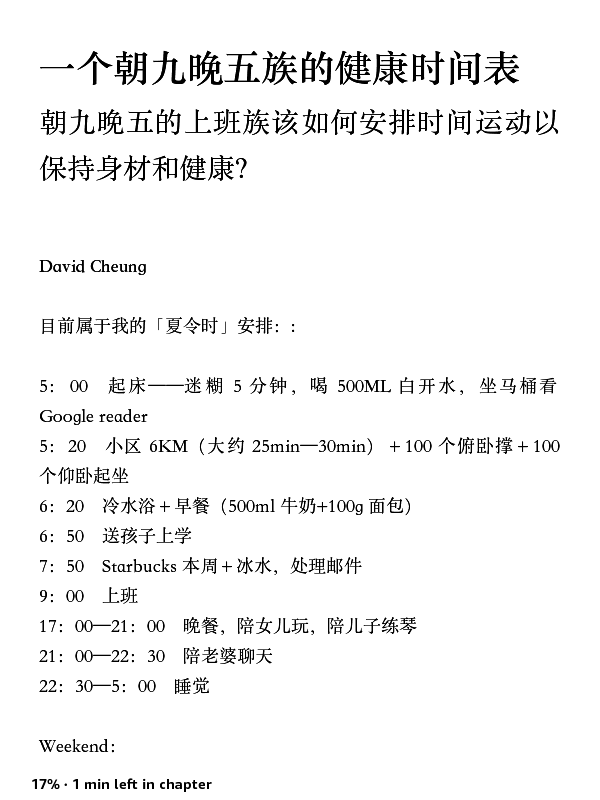 一个朝九晚五族的健康时间表
朝九晚五的上班族该如何安排时间运动以
保持身材和健康?
David Cheung
目前属于我的「夏令时」安排：:
5： 00 起床——迷糊 5 分钟，喝 500ML 白开水，坐马桶看
Google reader
5：20 小区 6KM（大约 25min—30min）＋100 个俯卧撑＋100
个仰卧起坐
6：20 冷水浴＋早餐（500ml 牛奶+100g 面包）
6：50 送孩子上学
7：50 Starbucks 本周＋冰水，处理邮件
9：00 上班
17：00—21：00 晚餐，陪女儿玩，陪儿子练琴
21：00—22：30 陪老婆聊天
22：30—5：00 睡觉
Weekend：
17% · 1 min left in chapter